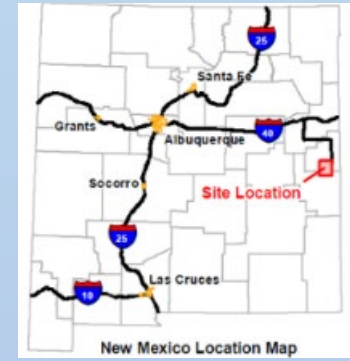 25
Santa Fe
Grants
40
Albuquerque
Socorro
Site Location
25
Las Cruces
10
New Mexico Location Map